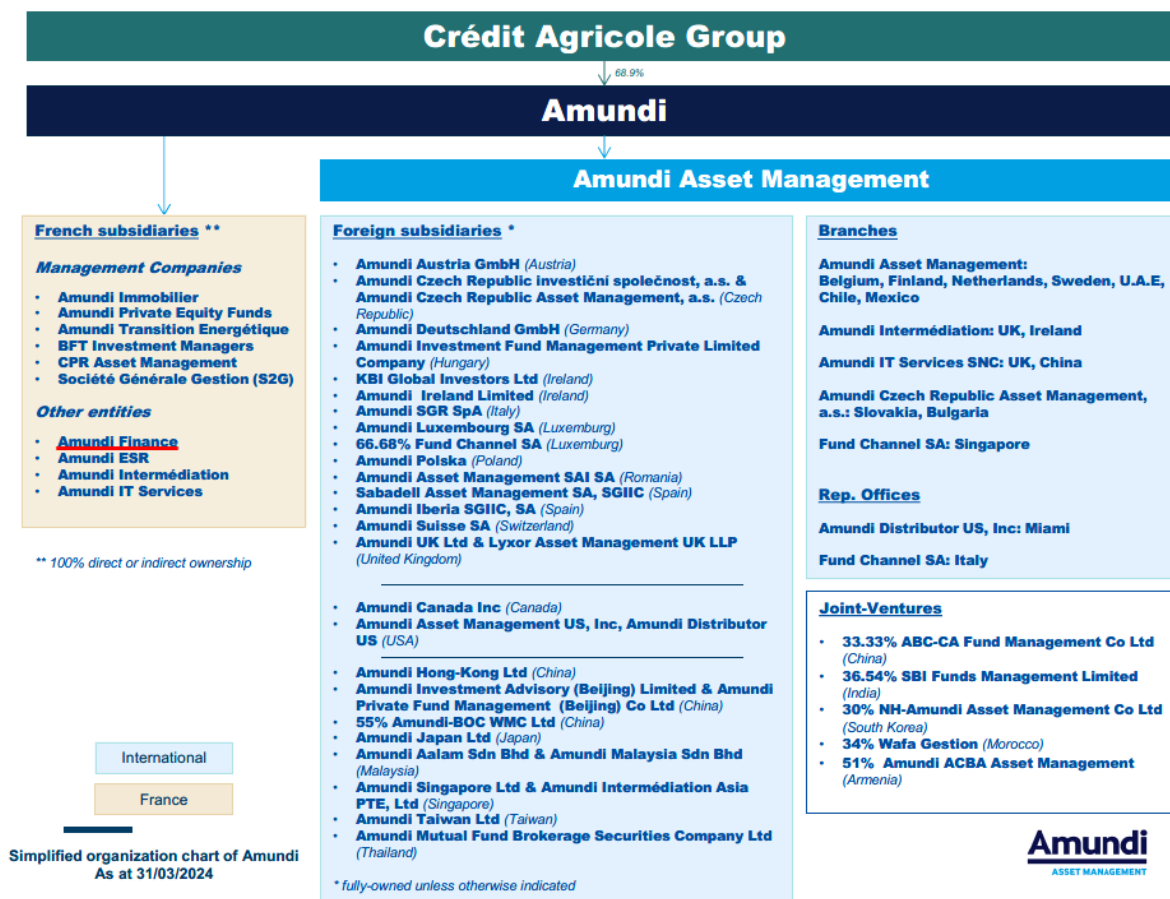 Crédit Agricole Group
68.9%
Amundi
Amundi Asset Management
French subsidiaries **
Management Companies
• Amundi Immobilier
• Amundi Private Equity Funds
• Amundi Transition Energétique
• BFT Investment Managers
• CPR Asset Management
• Société Générale Gestion (S2G)
Other entities
• Amundi Finance
• Amundi ESR
• Amundi Intermédiation
• Amundi IT Services
** 100% direct or indirect ownership
International
France
Simplified organization chart of Amundi
As at 31/03/2024
Foreign subsidiaries *
• Amundi Austria GmbH (Austria)
• Amundi Czech Republic investiční společnost, a.s. &
Amundi Czech Republic Asset Management, a.s. (Czech
Republic)
• Amundi Deutschland GmbH (Germany)
• Amundi Investment Fund Management Private Limited
Company (Hungary)
• KBI Global Investors Ltd (Ireland)
• Amundi Ireland Limited (Ireland)
• Amundi SGR SpA (Italy)
• Amundi Luxembourg SA (Luxemburg)
• 66.68% Fund Channel SA (Luxemburg)
• Amundi Polska (Poland)
• Amundi Asset Management SAI SA (Romania)
• Sabadell Asset Management SA, SGIIC (Spain)
• Amundi Iberia SGIIC, SA (Spain)
• Amundi Suisse SA (Switzerland)
• Amundi UK Ltd & Lyxor Asset Management UK LLP
(United Kingdom)
• Amundi Canada Inc (Canada)
• Amundi Asset Management US, Inc, Amundi Distributor
US (USA)
• Amundi Hong-Kong Ltd (China)
• Amundi Investment Advisory (Beijing) Limited & Amundi
Private Fund Management (Beijing) Co Ltd (China)
• 55% Amundi-BOC WMC Ltd (China)
• Amundi Japan Ltd (Japan)
• Amundi Aalam Sdn Bhd & Amundi Malaysia Sdn Bhd
(Malaysia)
• Amundi Singapore Ltd & Amundi Intermédiation Asia
PTE, Ltd (Singapore)
• Amundi Taiwan Ltd (Taiwan)
• Amundi Mutual Fund Brokerage Securities Company Ltd
(Thailand)
* fully-owned unless otherwise indicated
Branches
Amundi Asset Management:
Belgium, Finland, Netherlands, Sweden, U.A.E,
Chile, Mexico
Amundi Intermédiation: UK, Ireland
Amundi IT Services SNC: UK, China
Amundi Czech Republic Asset Management,
a.s.: Slovakia, Bulgaria
Fund Channel SA: Singapore
Rep. Offices
Amundi Distributor US, Inc: Miami
Fund Channel SA: Italy
Joint-Ventures
• 33.33% ABC-CA Fund Management Co Ltd
(China)
• 36.54% SBI Funds Management Limited
(India)
• 30% NH-Amundi Asset Management Co Ltd
(South Korea)
• 34% Wafa Gestion (Morocco)
• 51% Amundi ACBA Asset Management
(Armenia)
Amundi
ASSET MANAGEMENT